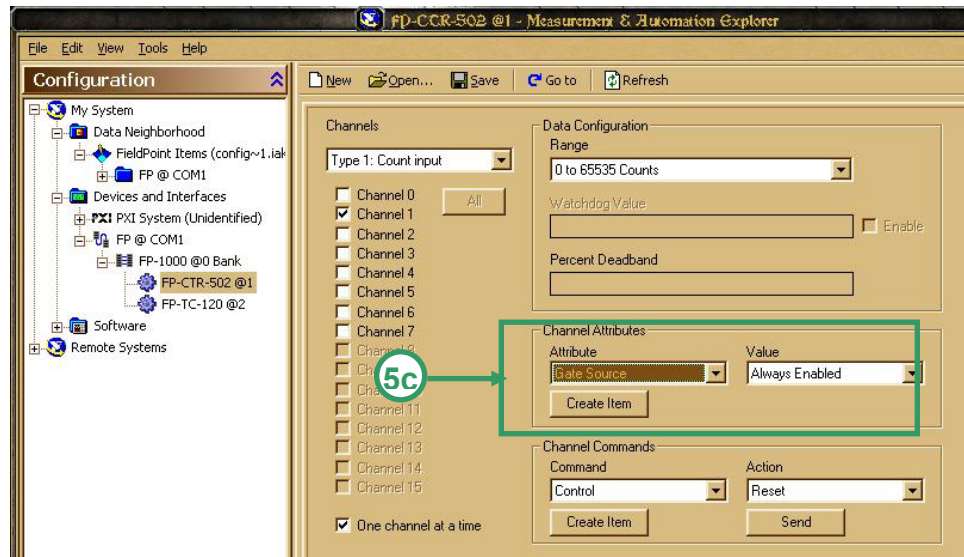 FP-CTR-502 @1 - Measurement & Automation Explorer
File Edit View Tools Help
Configuration
New Open... Save Go to Refresh
My System
Data Neighborhood
FieldPoint Items (config~1.iak
FP @ COM1
Devices and Interfaces
PXI PXI System (Unidentified)
FP @ COM1
FP-1000 @0 Bank
FP-CTR-502 @1
FP-TC-120 @2
Software
Remote Systems
Channels
Type 1: Count input
Channel 0
All
Channel 1
Channel 2
Channel 3
Channel 4
Channel 5
Channel 6
Channel 7
Channel 11
Channel 12
Channel 13
Channel 14
Channel 15
One channel at a time
Data Configuration
Range
0 to 65535 Counts
Watchdog Value
Enable
Percent Deadband
5c
Channel Attributes
Attribute Value
Gate Source Always Enabled
Create Item
Channel Commands
Command Action
Control Reset
Create Item Send